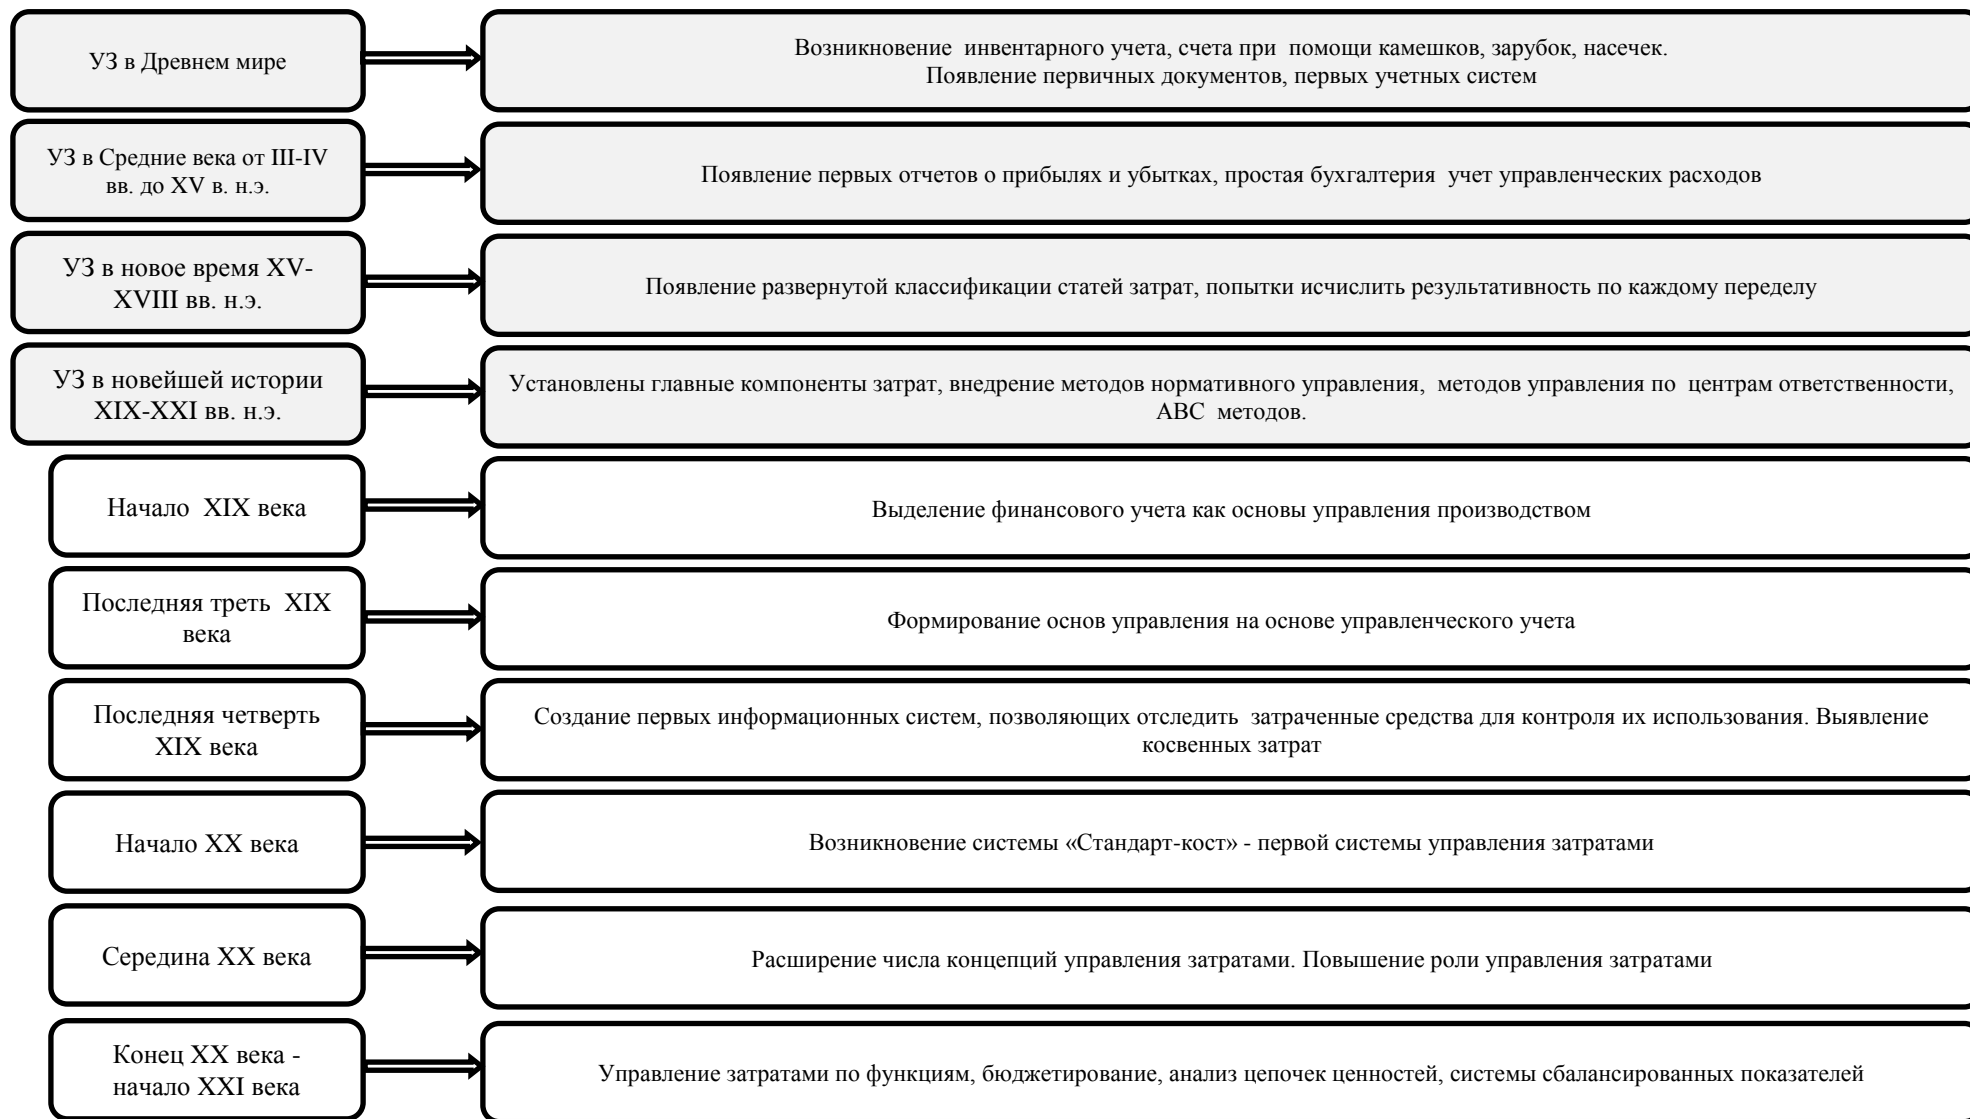 УЗ в Древнем мире
Возникновение инвентарного учета, счета при помощи камешков, зарубок, насечек.
Появление первичных документов, первых учетных систем
УЗ в Средние века от III-IV
вв. до XV в. н.э.
Появление первых отчетов о прибылях и убытках, простая бухгалтерия учет управленческих расходов
УЗ в новое время XV-
XVIII вв. н.э.
Появление развернутой классификации статей затрат, попытки исчислить результативность по каждому переделу
УЗ в новейшей истории
XIX-XXI вв. н.э.
Установлены главные компоненты затрат, внедрение методов нормативного управления, методов управления по центрам ответственности,
АВС методов.
Начало XIX века
Выделение финансового учета как основы управления производством
Последняя треть XIX
века
Формирование основ управления на основе управленческого учета
Последняя четверть
XIX века
Создание первых информационных систем, позволяющих отследить затраченные средства для контроля их использования. Выявление
косвенных затрат
Начало XX века
Возникновение системы «Стандарт-кост» - первой системы управления затратами
Середина XX века
Расширение числа концепций управления затратами. Повышение роли управления затратами
Конец XX века -
начало XXI века
Управление затратами по функциям, бюджетирование, анализ цепочек ценностей, системы сбалансированных показателей